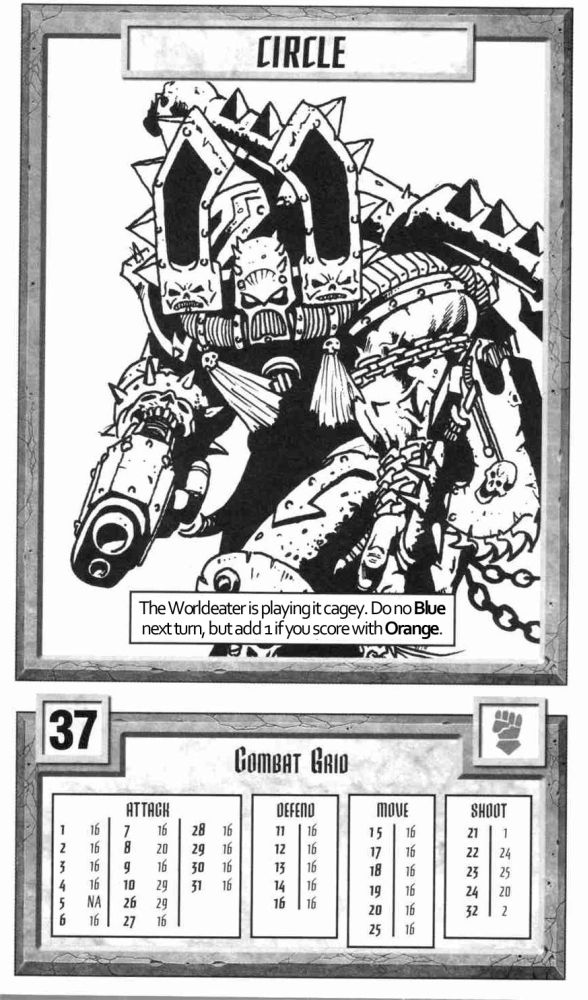 CIRCLE
The Worldeater is playing it cagey. Do no Blue
next turn, but add 1 if you score with Orange.
37
COMBAT GRID
ATTACK DEFEND MOVE SHOOT
1 16 7 16 28 16 11 16 15 16 21 1
2 16 8 20 29 16 12 16 17 16 22 24
3 16 9 16 30 16 13 16 18 16 23 25
4 16 10 29 31 16 14 16 19 16 24 20
5 NA 26 29 16 16 20 16 32 2
6 16 27 16 25 16